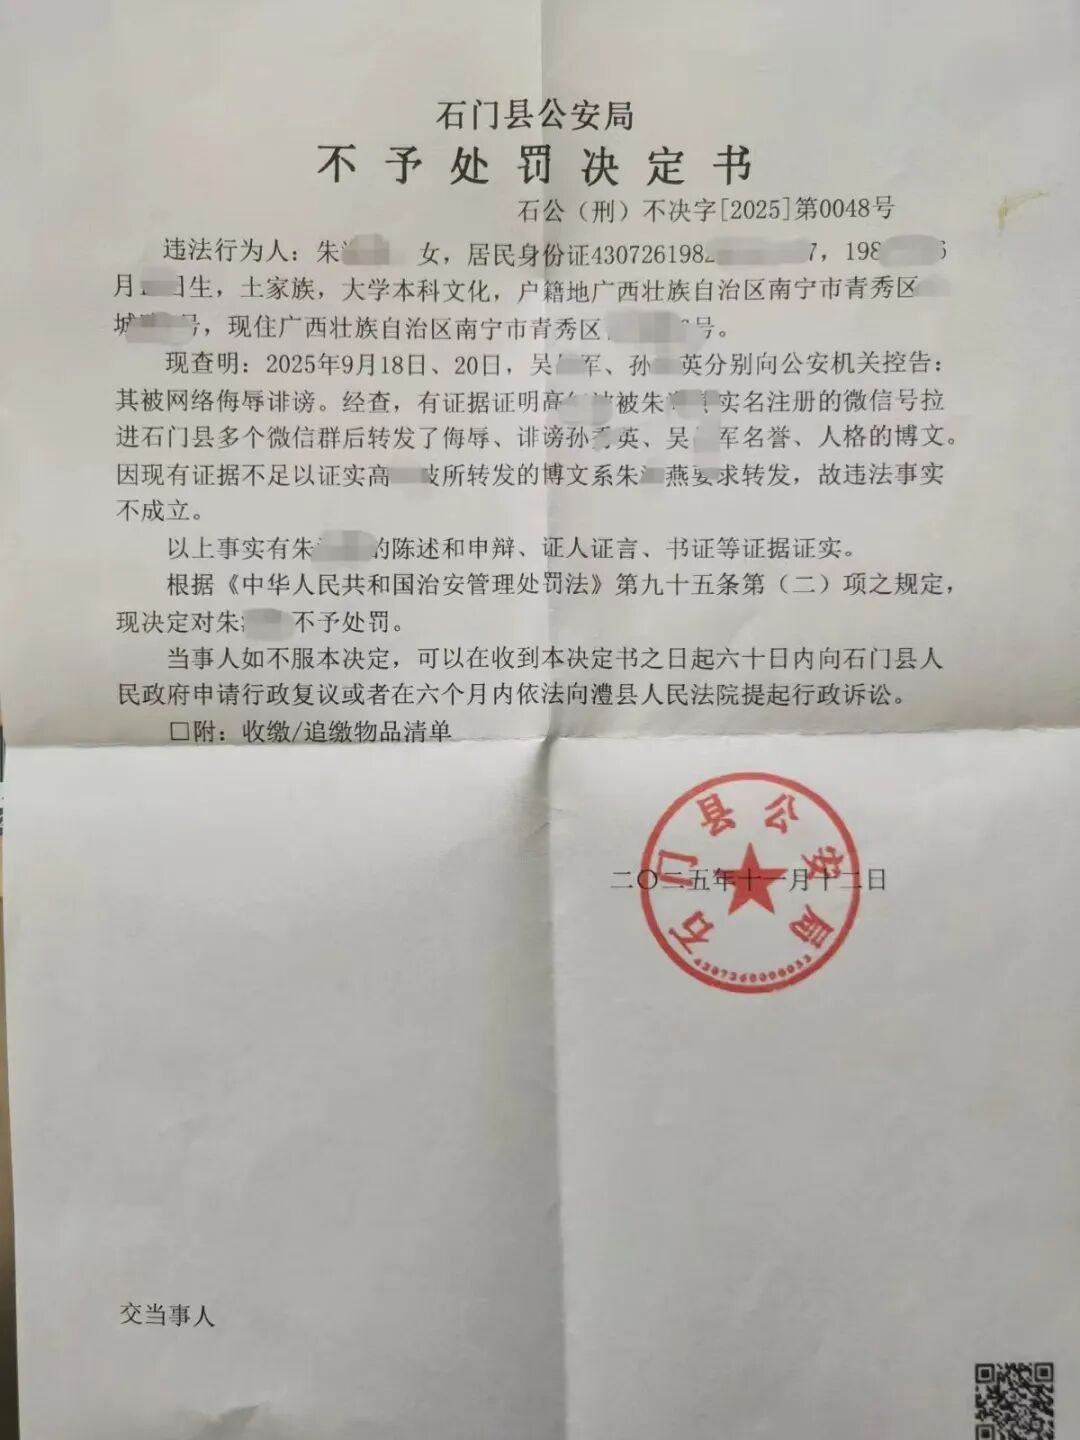 石门县公安局
不予处罚决定书
石公（刑）不决字[2025]第0048号
违法行为人：朱 女，居民身份证430726198 7，198 6
月 日生，土家族，大学本科文化，户籍地广西壮族自治区南宁市青秀区
城 号，现住广西壮族自治区南宁市青秀区 号。
现查明：2025年9月18日、20日，吴 军、孙 英分别向公安机关控告：
其被网络侮辱诽谤。经查，有证据证明高 被朱 实名注册的微信号拉
进石门县多个微信群后转发了侮辱、诽谤孙 英、吴 军名誉、人格的博文。
因现有证据不足以证实高 所转发的博文系朱 燕要求转发，故违法事实
不成立。
以上事实有朱 的陈述和申辩、证人证言、书证等证据证实。
根据《中华人民共和国治安管理处罚法》第九十五条第（二）项之规定，
现决定对朱 不予处罚。
当事人如不服本决定，可以在收到本决定书之日起六十日内向石门县人
民政府申请行政复议或者在六个月内依法向澧县人民法院提起行政诉讼。
□附：收缴/追缴物品清单
石门县公安局
二〇二五年十一月十二日
4307260000033
交当事人